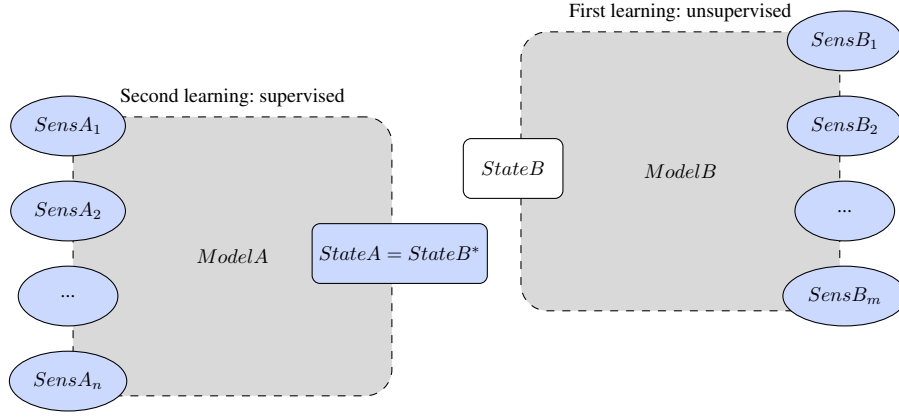 First learning: unsupervised
SensB₁
Second learning: supervised
SensA₁
SensB₂
StateB
ModelB
SensA₂
...
ModelA
StateA = StateB*
...
SensBₘ
SensAₙ